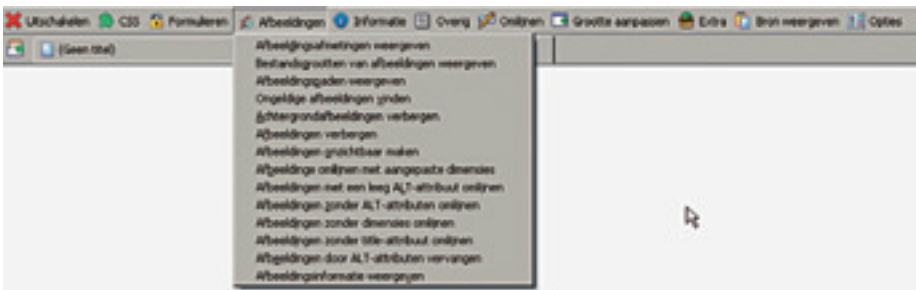 Uitschakelen CSS Formulieren Afbeeldingen Informatie Overig Omlijnen Grootte aanpassen Extra Bron weergeven Opties
(Geen titel)
Afbeeldingsafmetingen weergeven
Bestandsgrootten van afbeeldingen weergeven
Afbeeldingspaden weergeven
Ongeldige afbeeldingen vinden
Achtergrondafbeeldingen verbergen
Afbeeldingen verbergen
Afbeeldingen onzichtbaar maken
Afbeeldinge omlijnen met aangepaste dimensies
Afbeeldingen met een leeg ALT-attribuut omlijnen
Afbeeldingen zonder ALT-attributen omlijnen
Afbeeldingen zonder dimensies omlijnen
Afbeeldingen zonder title-attribuut omlijnen
Afbeeldingen door ALT-attributen vervangen
Afbeeldingsinformatie weergeven